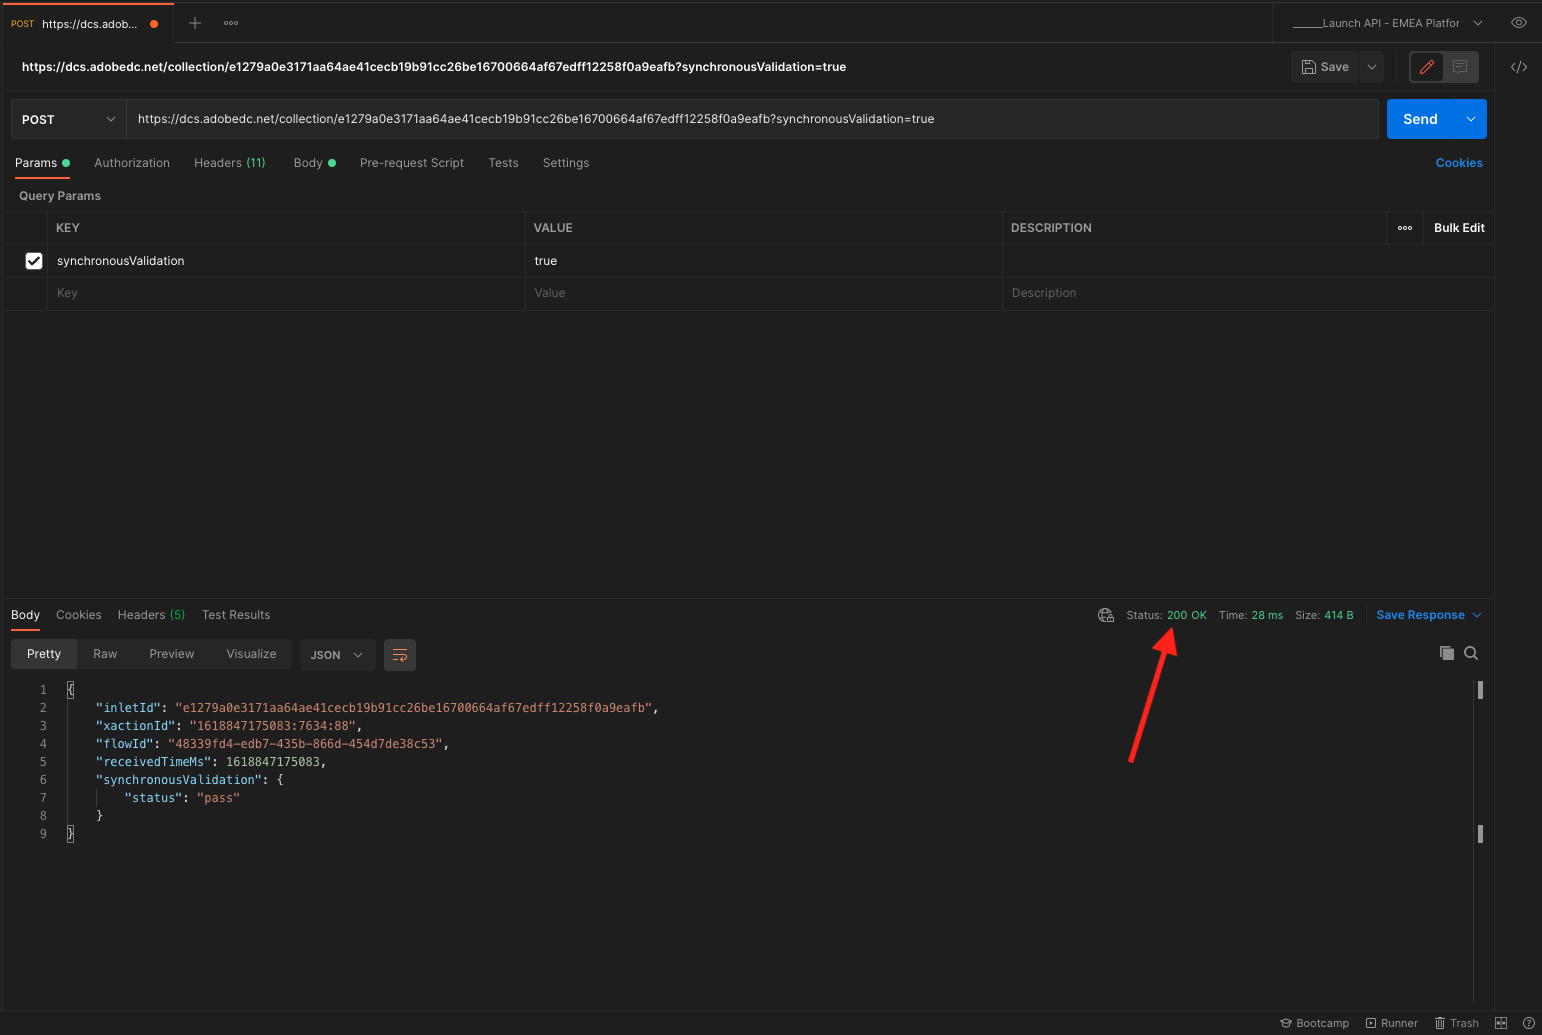 POST https://dcs.adob... _____Launch API - EMEA Platfor
https://dcs.adobedc.net/collection/e1279a0e3171aa64ae41cecb19b91cc26be16700664af67edff12258f0a9eafb?synchronousValidation=true Save
POST https://dcs.adobedc.net/collection/e1279a0e3171aa64ae41cecb19b91cc26be16700664af67edff12258f0a9eafb?synchronousValidation=true Send
Params Authorization Headers (11) Body Pre-request Script Tests Settings Cookies
Query Params
KEY VALUE DESCRIPTION Bulk Edit
synchronousValidation true
Key Value Description
Body Cookies Headers (5) Test Results Status: 200 OK Time: 28 ms Size: 414 B Save Response
Pretty Raw Preview Visualize JSON
1 {
2 "inletId": "e1279a0e3171aa64ae41cecb19b91cc26be16700664af67edff12258f0a9eafb",
3 "xactionId": "1618847175083:7634:88",
4 "flowId": "48339fd4-edb7-435b-866d-454d7de38c53",
5 "receivedTimeMs": 1618847175083,
6 "synchronousValidation": {
7 "status": "pass"
8 }
9 }
Bootcamp Runner Trash